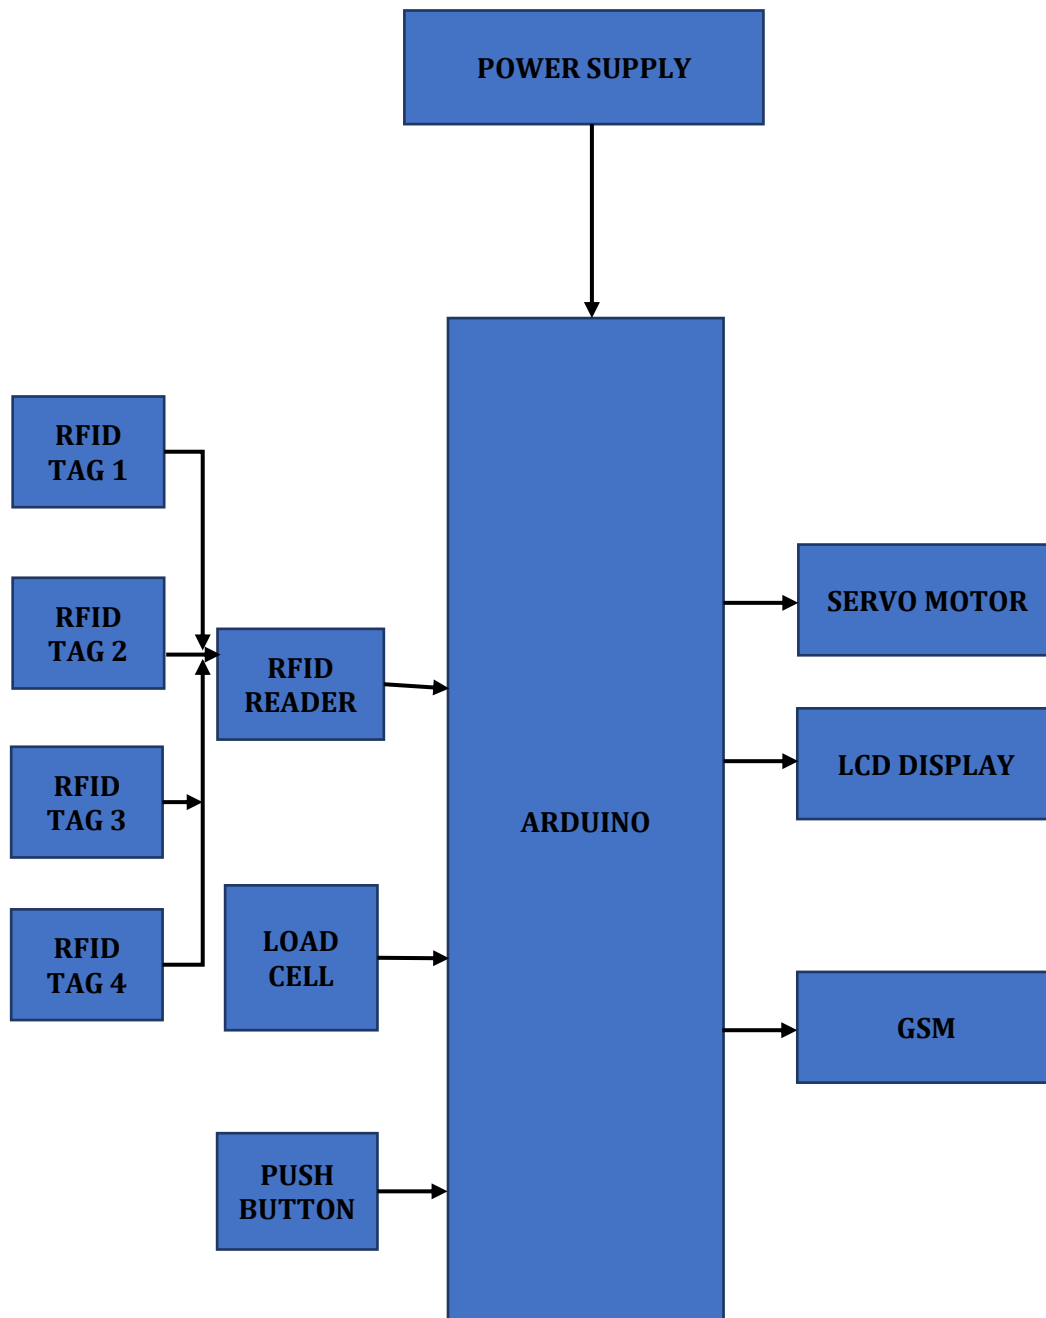 POWER SUPPLY
RFID
TAG 1
RFID
TAG 2
RFID
TAG 3
RFID
TAG 4
RFID
READER
LOAD
CELL
PUSH
BUTTON
ARDUINO
SERVO MOTOR
LCD DISPLAY
GSM